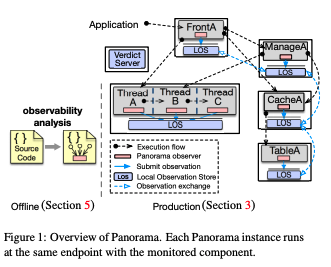 Application
FrontA
LOS
ManageA
LOS
Verdict
Server
Thread
A
Thread
B
Thread
C
LOS
CacheA
LOS
TableA
LOS
observability
analysis
{ }
Source
Code
{ }
Execution flow
Panorama observer
Submit observation
LOS Local Observation Store
Observation exchange
Offline (Section 5)
Production (Section 3)
Figure 1: Overview of Panorama. Each Panorama instance runs
at the same endpoint with the monitored component.